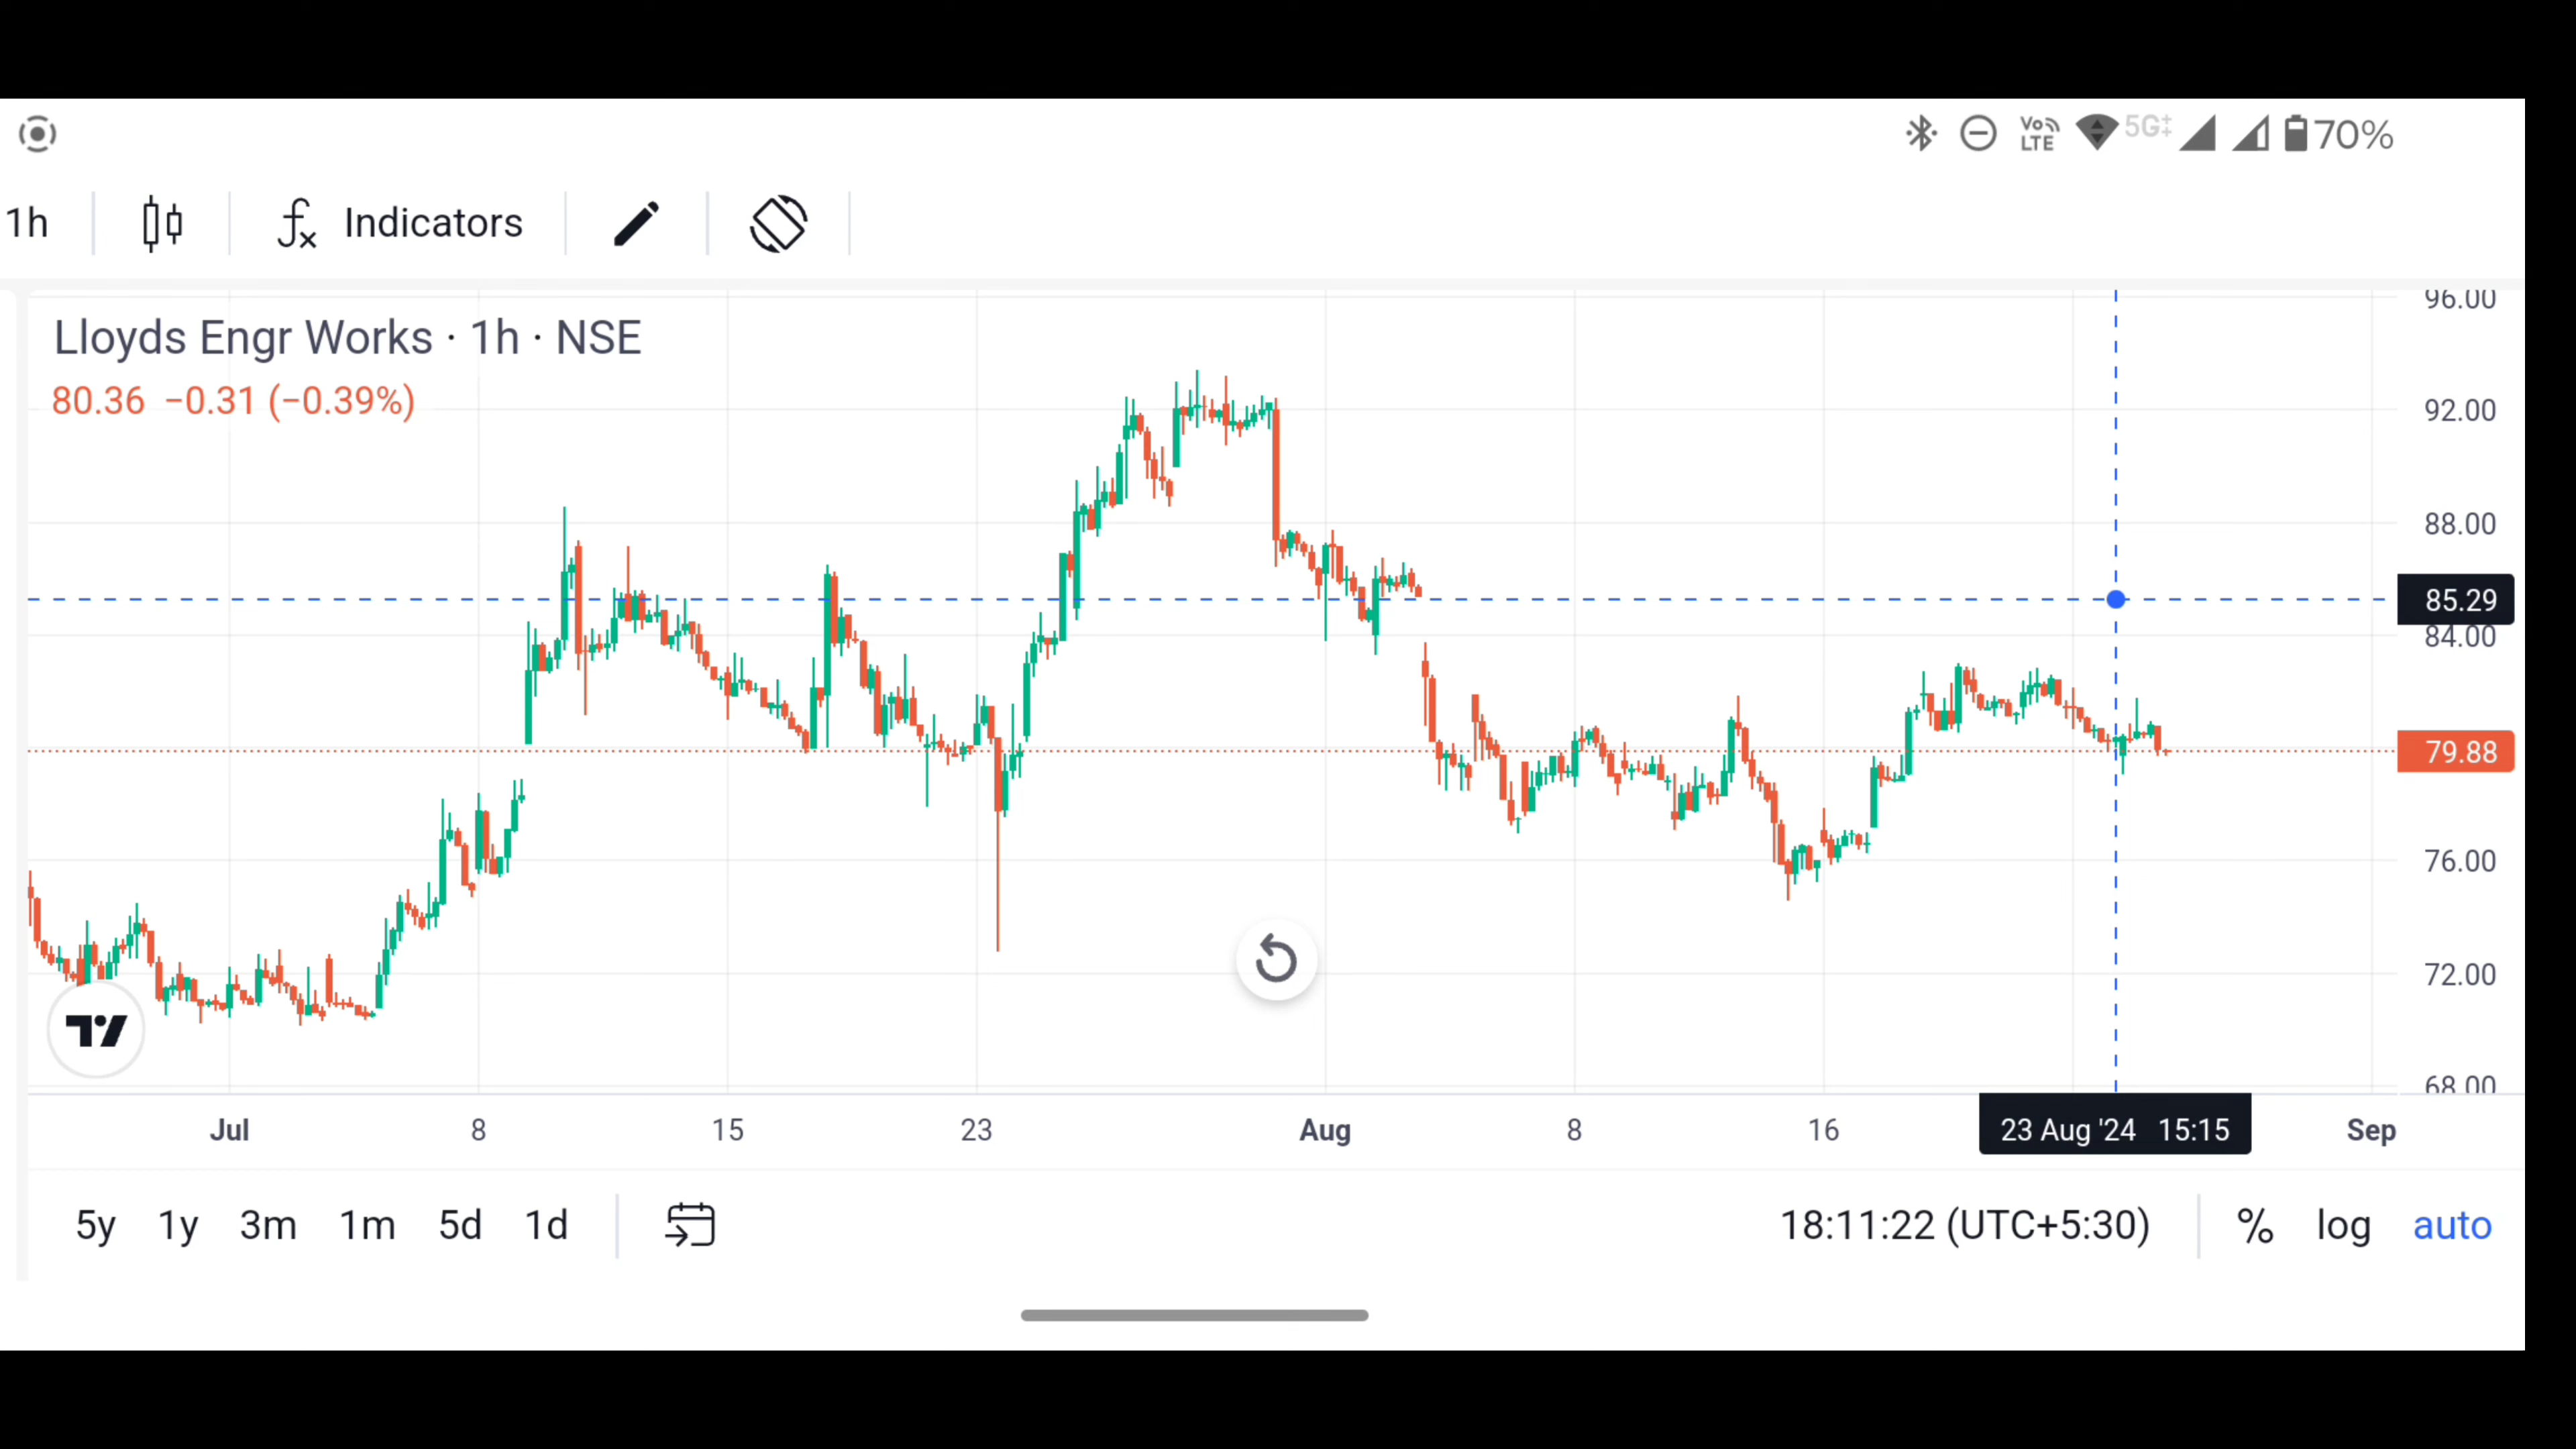 Vo LTE 5G 70%
1h Indicators
Lloyds Engr Works · 1h · NSE
80.36 −0.31 (−0.39%)
96.00
92.00
88.00
85.29
84.00
79.88
76.00
72.00
68.00
Jul 8 15 23 Aug 8 16 23 Aug '24 15:15 Sep
5y 1y 3m 1m 5d 1d 18:11:22 (UTC+5:30) % log auto